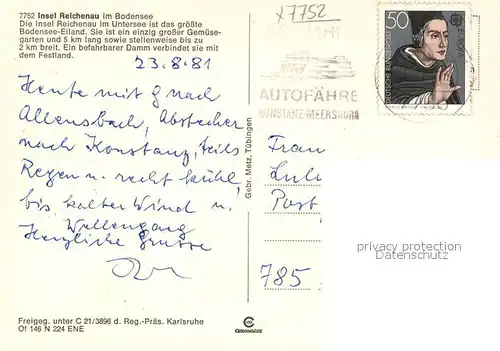 7752 Insel Reichenau im Bodensee
Die Insel Reichenau im Untersee ist das größte
Bodensee-Eiland. Sie ist ein einzig großer Gemüse-
garten und 5 km lang sowie stellenweise bis zu
2 km breit. Ein befahrbarer Damm verbindet sie mit
dem Festland.
23.8.81
Heute mit g nach
Allensbach, Abstecher
nach Konstanz, teils
Regen u. recht kühl,
bis kalter Wind u.
Wellengang
Herzliche Grüsse
Freigeg. unter C 21/3896 d. Reg.-Präs. Karlsruhe
Of 146 N 224 ENE
Gebr. Metz, Tübingen
x7752
AUTOFÄHRE
KONSTANZ-MEERSBURG
50
DEUTSCHE BUNDESPOST
Frau
Post
785
privacy protection